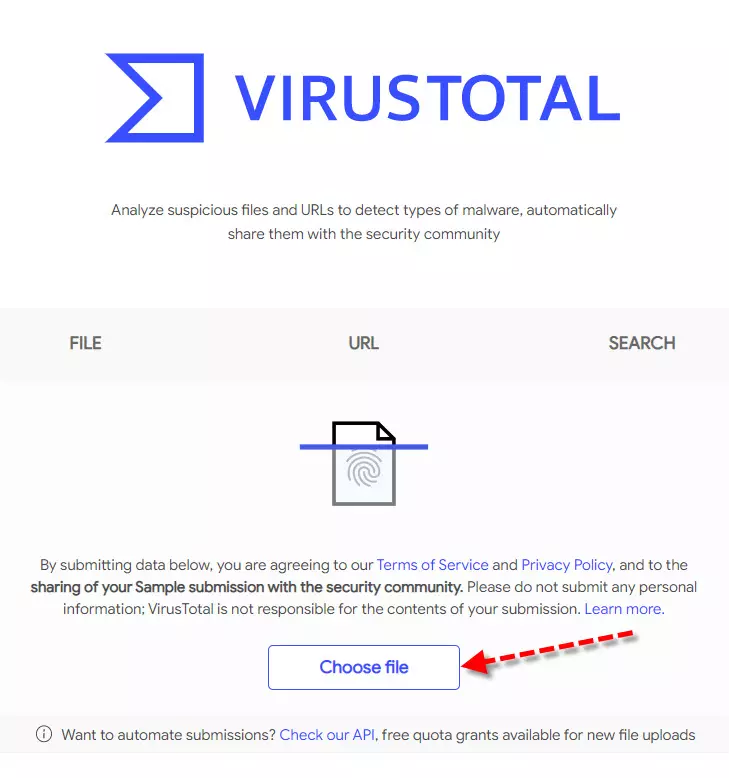 VIRUSTOTAL
Analyze suspicious files and URLs to detect types of malware, automatically
share them with the security community
FILE
URL
SEARCH
By submitting data below, you are agreeing to our Terms of Service and Privacy Policy, and to the
sharing of your Sample submission with the security community. Please do not submit any personal
information; VirusTotal is not responsible for the contents of your submission. Learn more.
Choose file
Want to automate submissions? Check our API, free quota grants available for new file uploads